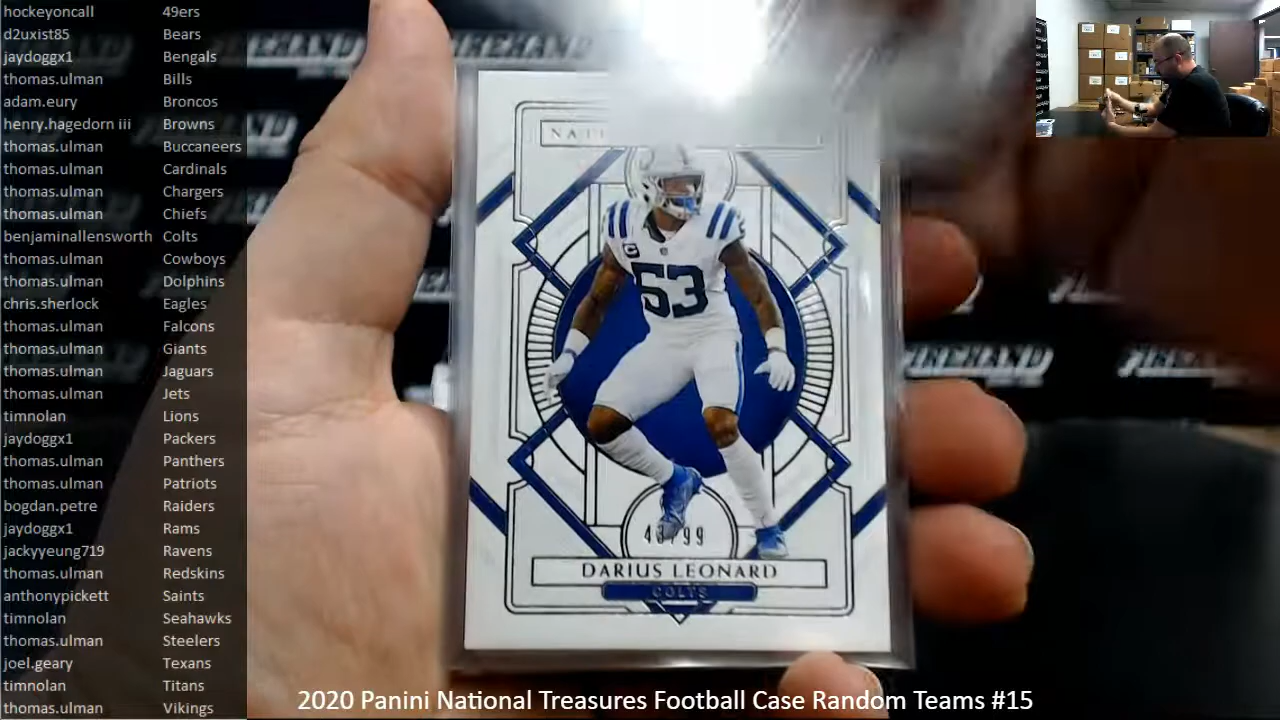 hockeyoncall 49ers
d2uxist85 Bears
jaydoggx1 Bengals
thomas.ulman Bills
adam.eury Broncos
henry.hagedorn iii Browns
thomas.ulman Buccaneers
thomas.ulman Cardinals
thomas.ulman Chargers
thomas.ulman Chiefs
benjaminallensworth Colts
thomas.ulman Cowboys
thomas.ulman Dolphins
chris.sherlock Eagles
thomas.ulman Falcons
thomas.ulman Giants
thomas.ulman Jaguars
thomas.ulman Jets
timnolan Lions
jaydoggx1 Packers
thomas.ulman Panthers
thomas.ulman Patriots
bogdan.petre Raiders
jaydoggx1 Rams
jackyyeung719 Ravens
thomas.ulman Redskins
anthonypickett Saints
timnolan Seahawks
thomas.ulman Steelers
joel.geary Texans
timnolan Titans
thomas.ulman Vikings
53
DARIUS LEONARD
COLTS
2020 Panini National Treasures Football Case Random Teams #15